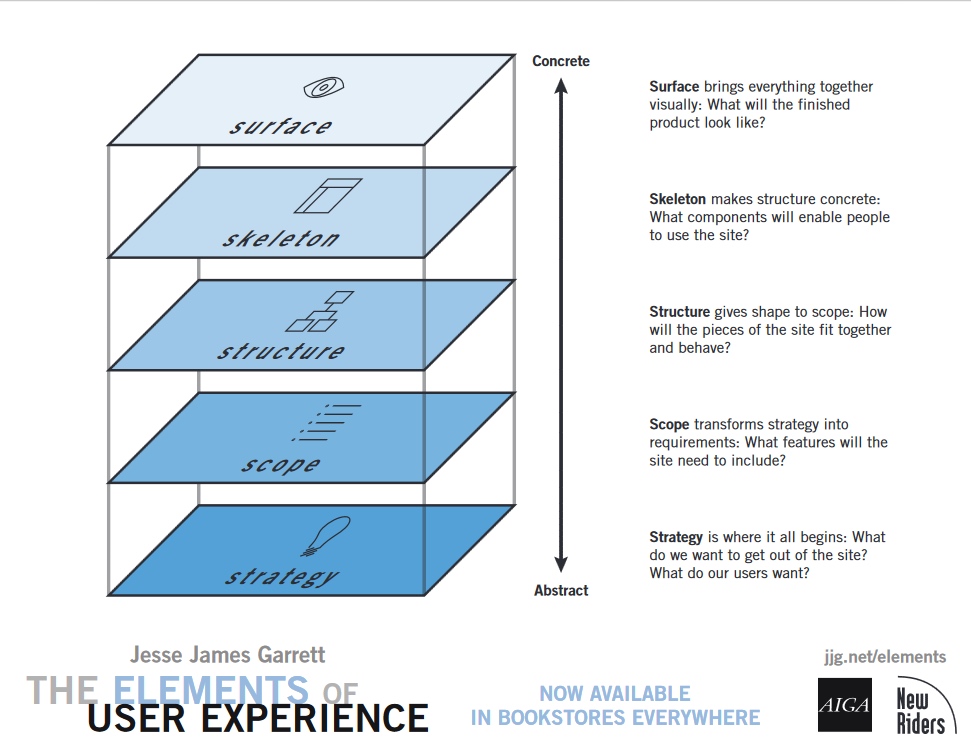 Concrete
surface
Surface brings everything together
visually: What will the finished
product look like?
skeleton
Skeleton makes structure concrete:
What components will enable people
to use the site?
structure
Structure gives shape to scope: How
will the pieces of the site fit together
and behave?
scope
Scope transforms strategy into
requirements: What features will the
site need to include?
strategy
Strategy is where it all begins: What
do we want to get out of the site?
What do our users want?
Abstract
Jesse James Garrett
THE ELEMENTS OF
USER EXPERIENCE
NOW AVAILABLE
IN BOOKSTORES EVERYWHERE
jjg.net/elements
AIGA
New
Riders